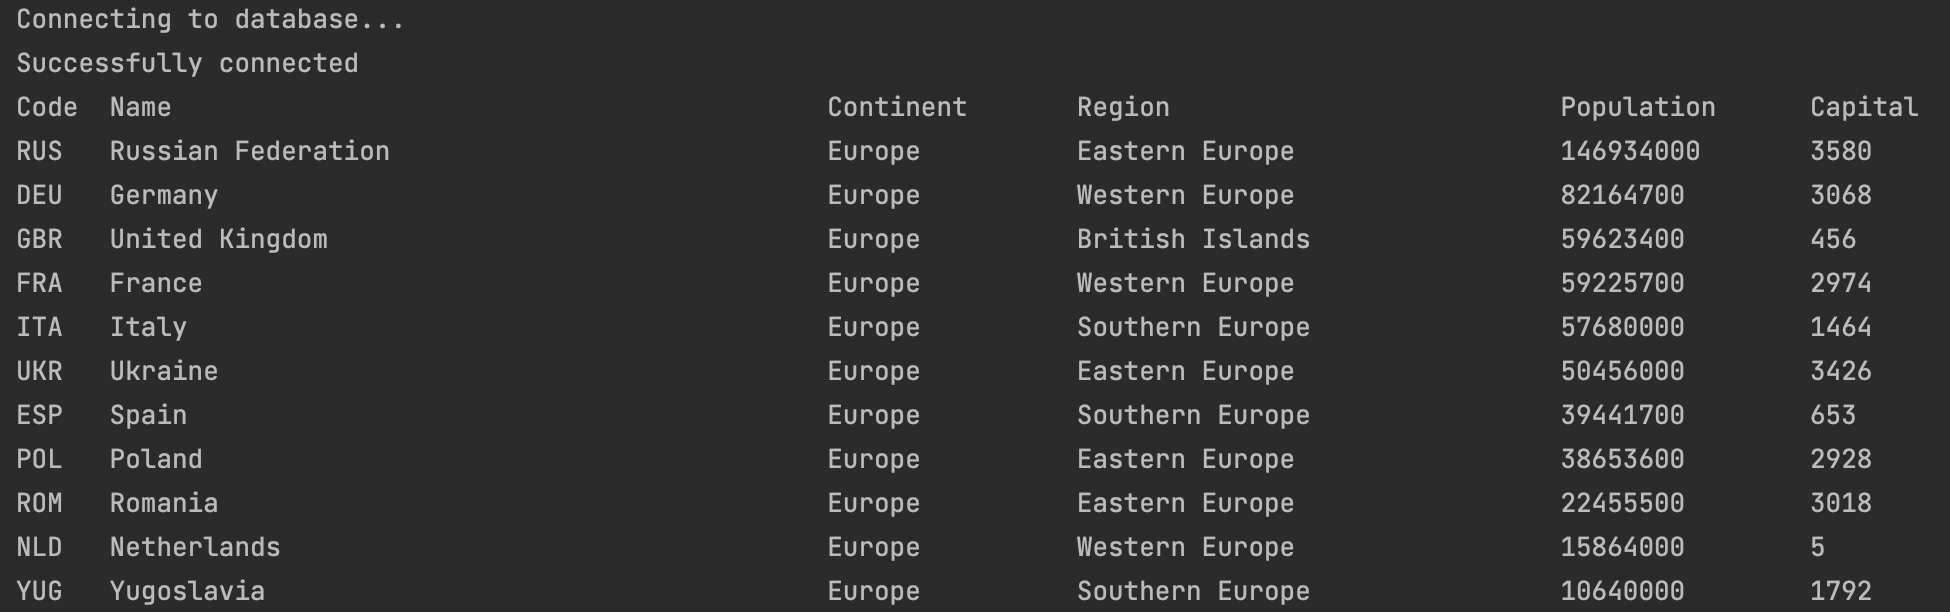 Connecting to database...
Successfully connected
Code Name Continent Region Population Capital
RUS Russian Federation Europe Eastern Europe 146934000 3580
DEU Germany Europe Western Europe 82164700 3068
GBR United Kingdom Europe British Islands 59623400 456
FRA France Europe Western Europe 59225700 2974
ITA Italy Europe Southern Europe 57680000 1464
UKR Ukraine Europe Eastern Europe 50456000 3426
ESP Spain Europe Southern Europe 39441700 653
POL Poland Europe Eastern Europe 38653600 2928
ROM Romania Europe Eastern Europe 22455500 3018
NLD Netherlands Europe Western Europe 15864000 5
YUG Yugoslavia Europe Southern Europe 10640000 1792